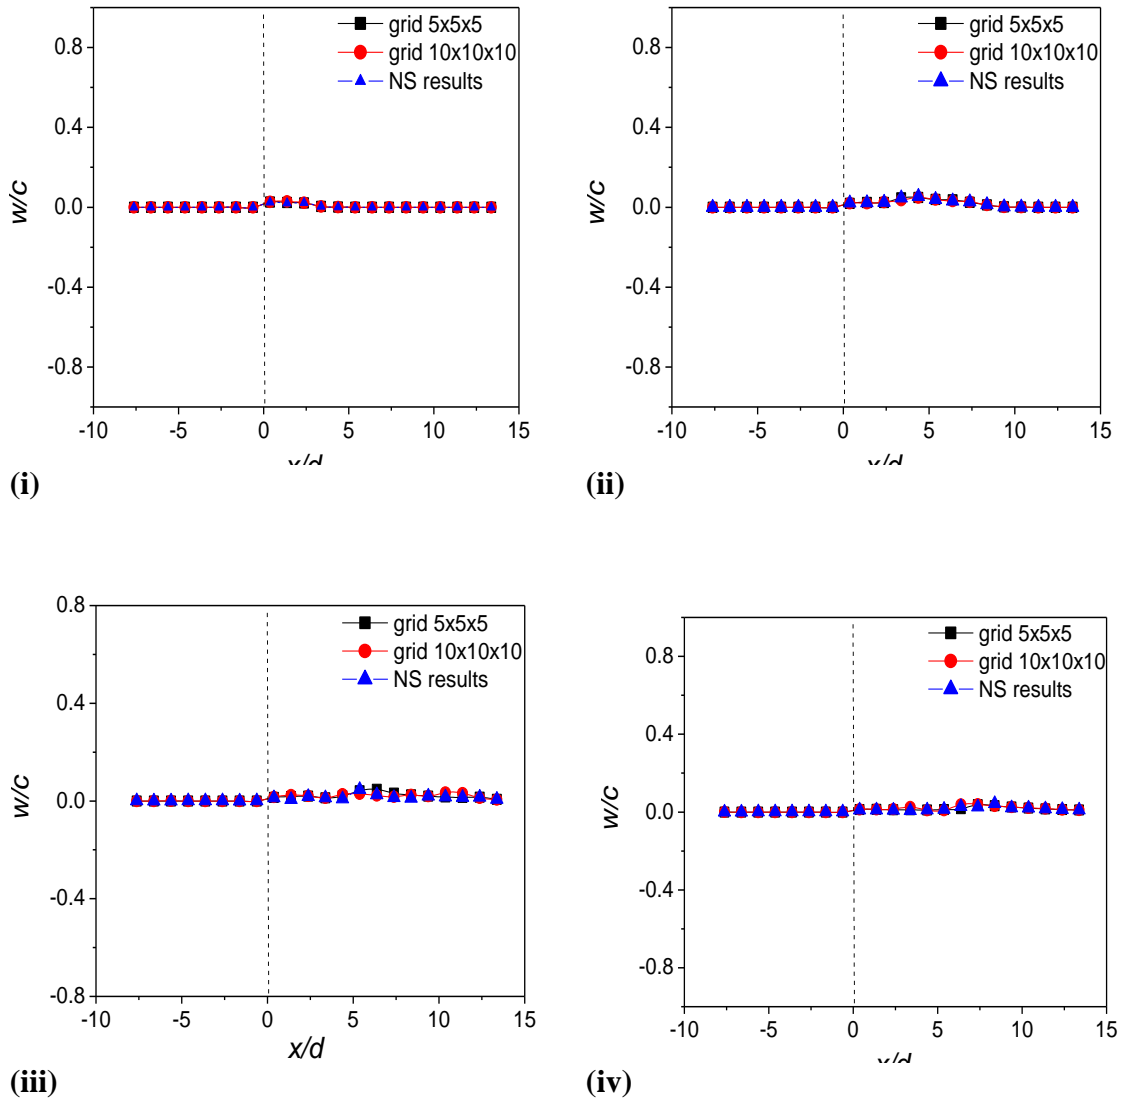 grid 5x5x5
grid 10x10x10
NS results
0.8
0.4
0.0
-0.4
-0.8
w/c
-10 -5 0 5 10 15
x/d
(i)
grid 5x5x5
grid 10x10x10
NS results
0.8
0.4
0.0
-0.4
-0.8
w/c
-10 -5 0 5 10 15
x/d
(ii)
grid 5x5x5
grid 10x10x10
NS results
0.8
0.4
0.0
-0.4
-0.8
w/c
-10 -5 0 5 10 15
x/d
(iii)
grid 5x5x5
grid 10x10x10
NS results
0.8
0.4
0.0
-0.4
-0.8
w/c
-10 -5 0 5 10 15
x/d
(iv)